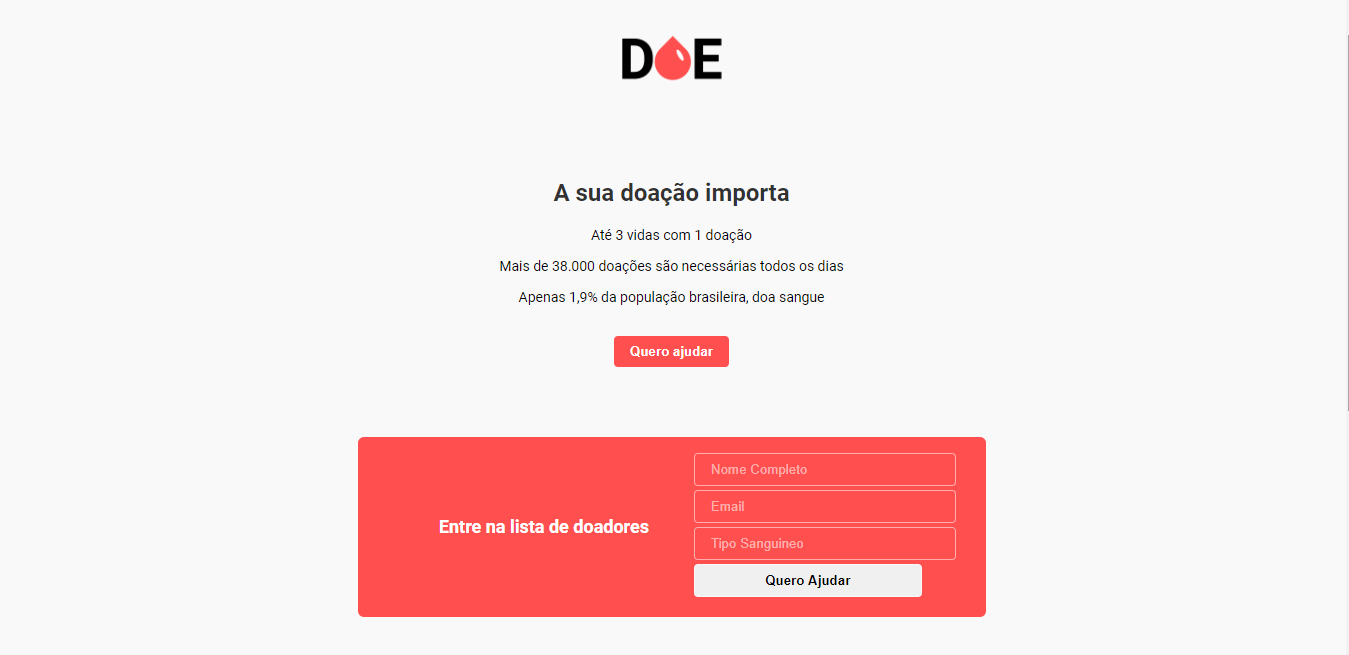 DOE
A sua doação importa
Até 3 vidas com 1 doação
Mais de 38.000 doações são necessárias todos os dias
Apenas 1,9% da população brasileira, doa sangue
Quero ajudar
Entre na lista de doadores
Nome Completo
Email
Tipo Sanguineo
Quero Ajudar